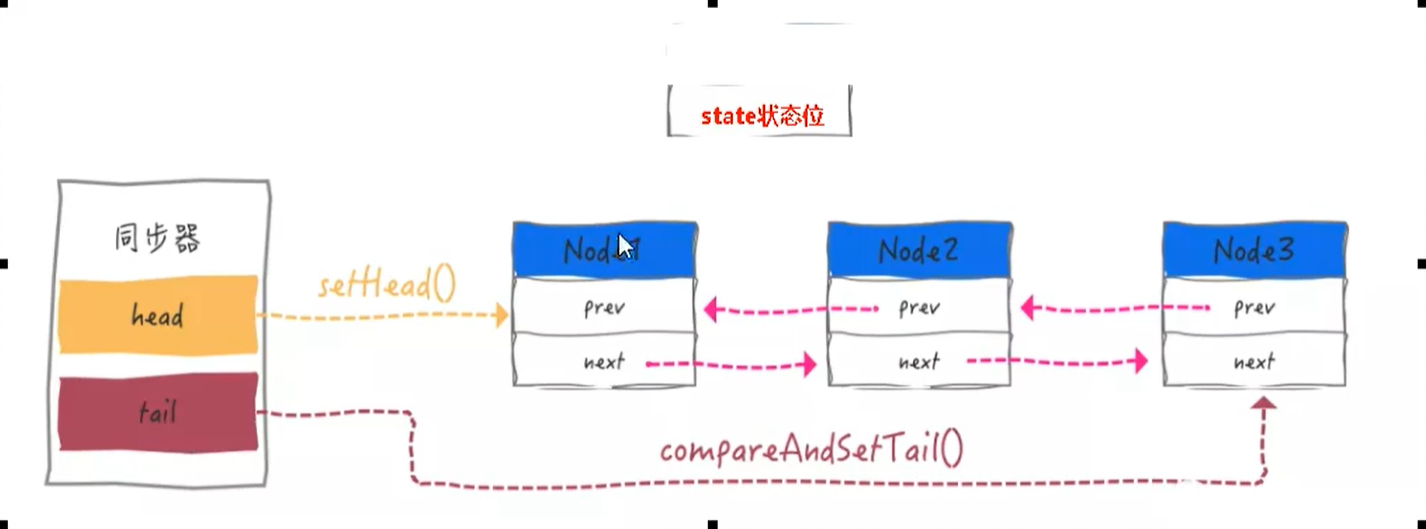 state状态位
同步器
head
tail
setHead()
Node1
prev
next
Node2
prev
next
Node3
prev
next
compareAndSetTail()